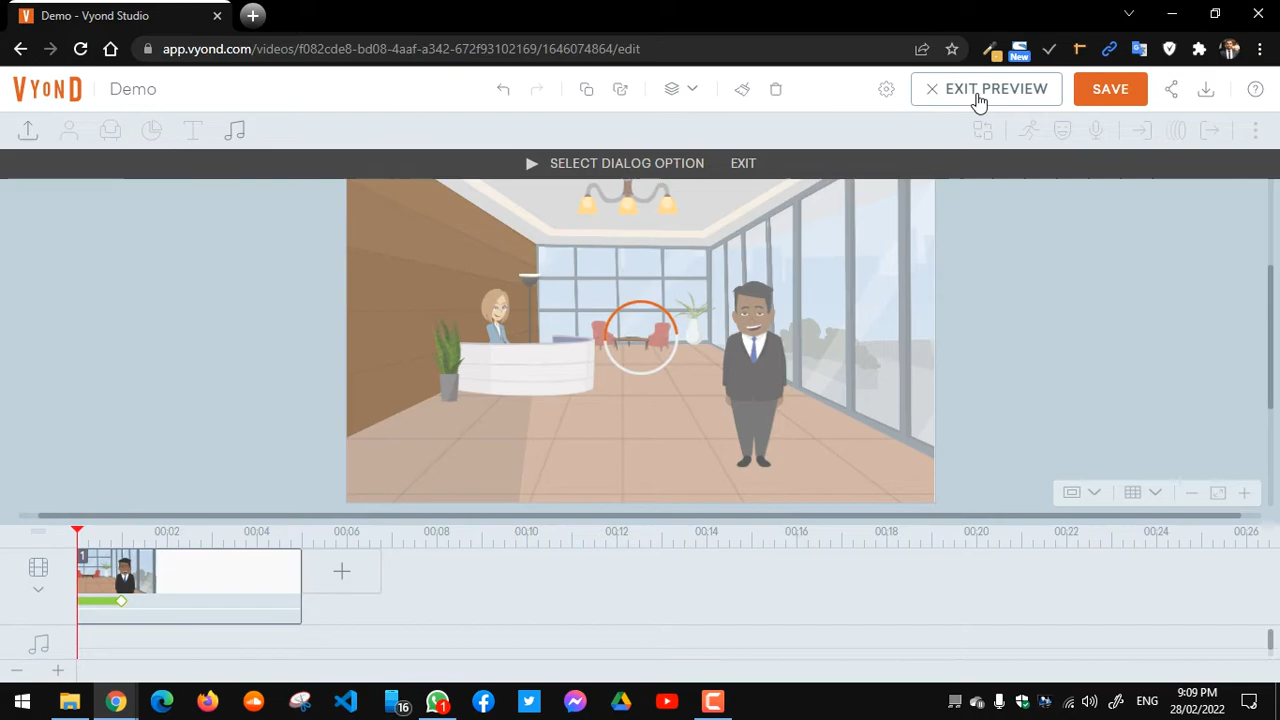 Demo - Vyond Studio
app.vyond.com/videos/f082cde8-bd08-4aaf-a342-672f93102169/1646074864/edit
New
VYOND Demo EXIT PREVIEW SAVE
SELECT DIALOG OPTION EXIT
00:02 00:04 00:06 00:08 00:10 00:12 00:14 00:16 00:18 00:20 00:22 00:24 00:26
1
16 1 ENG 9:09 PM
28/02/2022